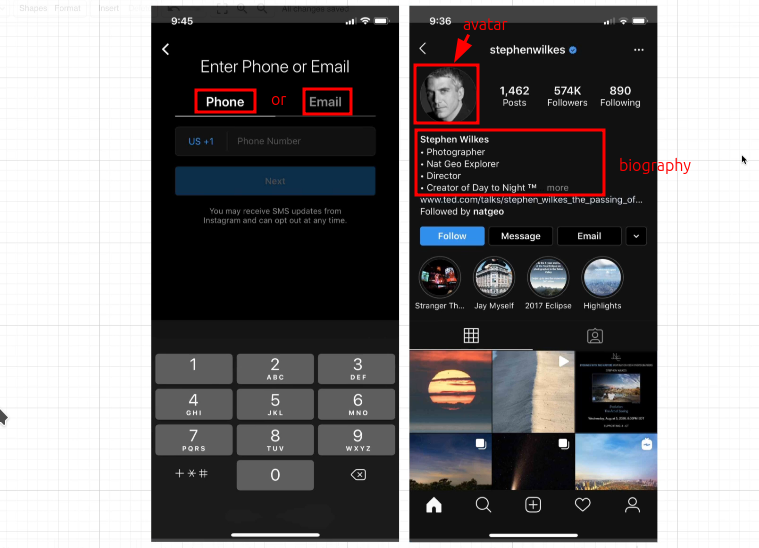 Shapes Format Insert
All changes saved
9:45
Enter Phone or Email
Phone or Email
US +1 Phone Number
Next
You may receive SMS updates from
Instagram and can opt out at any time.
1
2 ABC
3 DEF
4 GHI
5 JKL
6 MNO
7 PQRS
8 TUV
9 WXYZ
+*#
0
9:36
avatar
stephenwilkes
1,462 574K 890
Posts Followers Following
Stephen Wilkes
• Photographer
• Nat Geo Explorer
• Director
• Creator of Day to Night ™ more
biography
www.ted.com/talks/stephen_wilkes_the_passing_of...
Followed by natgeo
Follow Message Email
Stranger Th... Jay Myself 2017 Eclipse Highlights